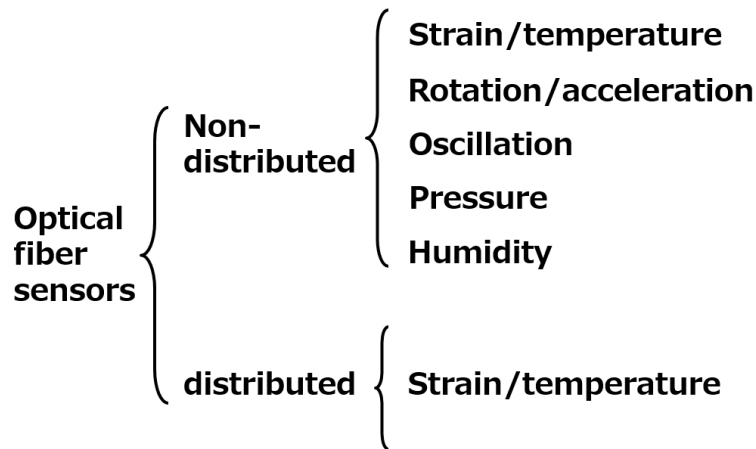 Optical
fiber
sensors
Non-
distributed
Strain/temperature
Rotation/acceleration
Oscillation
Pressure
Humidity
distributed
Strain/temperature